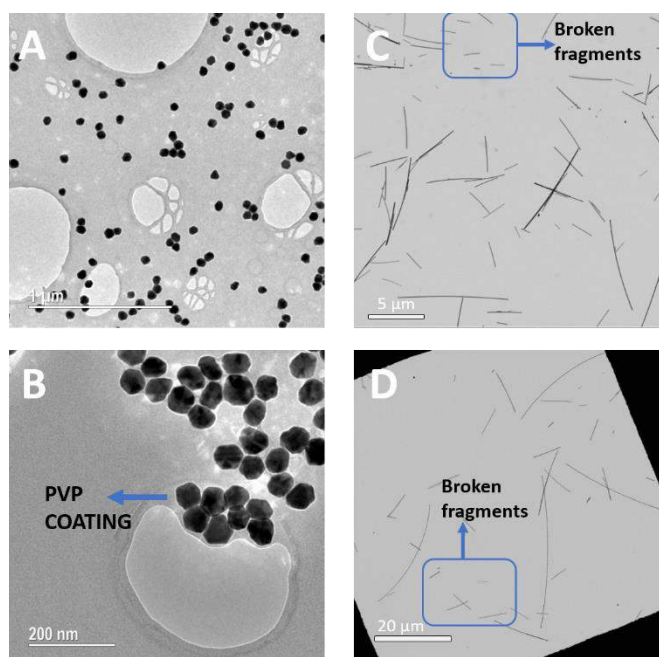 A
1 µm
B
PVP
COATING
200 nm
C
Broken
fragments
5 µm
D
Broken
fragments
20 µm